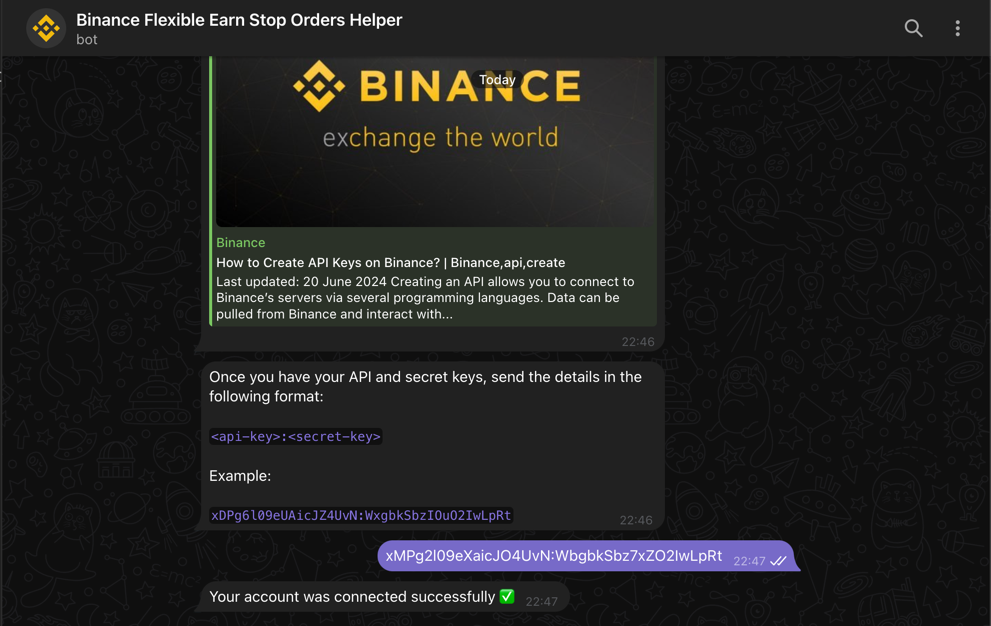 Binance Flexible Earn Stop Orders Helper
bot
Today
BINANCE
exchange the world
Binance
How to Create API Keys on Binance? | Binance,api,create
Last updated: 20 June 2024 Creating an API allows you to connect to
Binance's servers via several programming languages. Data can be
pulled from Binance and interact with...
22:46
Once you have your API and secret keys, send the details in the
following format:
<api-key>:<secret-key>
Example:
xDPg6l09eUAicJZ4UvN:WxgbkSbzIOuO2IwLpRt
22:46
xMPg2l09eXaicJO4UvN:WbgbkSbz7xZO2IwLpRt 22:47
Your account was connected successfully ✅ 22:47